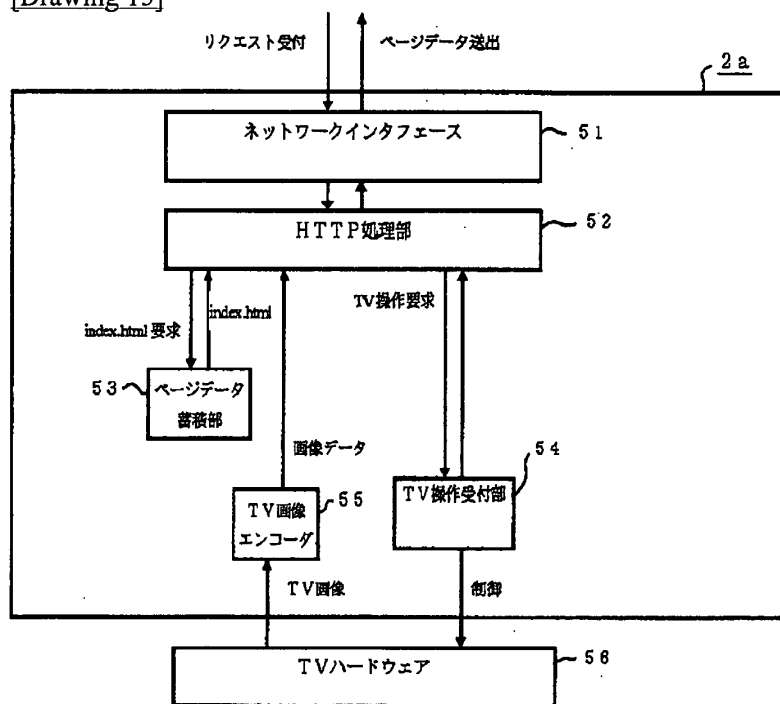 [Drawing 15]
リクエスト受付
ページデータ送出
2a
ネットワークインタフェース
51
HTTP処理部
52
TV操作要求
index.html
index.html 要求
53
ページデータ
蓄積部
画像データ
54
TV操作受付部
55
TV画像
エンコーダ
TV画像
制御
TVハードウェア
56